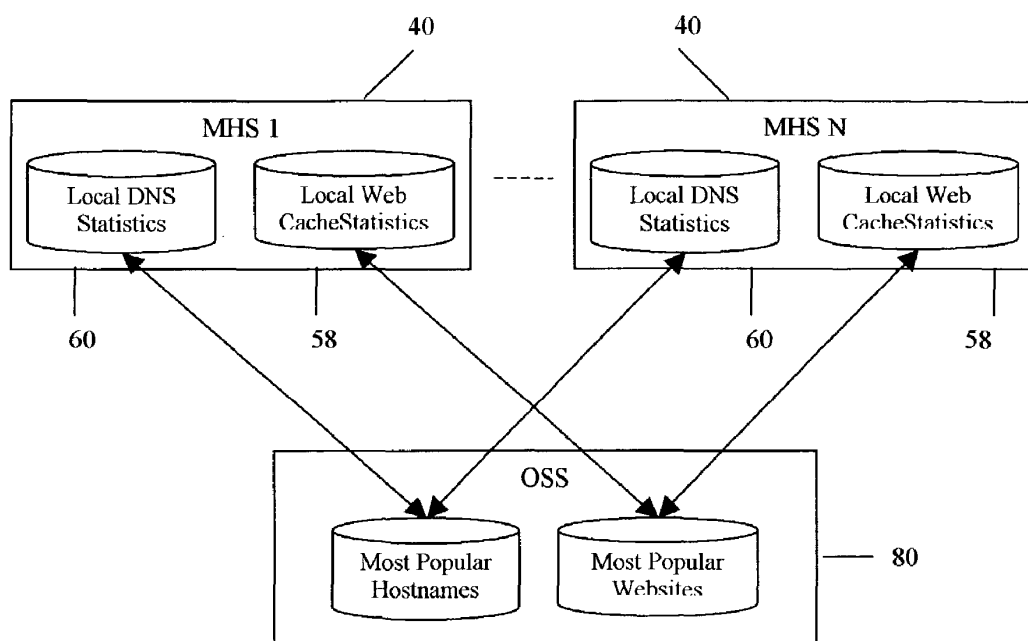 40
40
MHS 1
MHS N
Local DNS
Statistics
Local Web
CacheStatistics
Local DNS
Statistics
Local Web
CacheStatistics
60
58
60
58
OSS
Most Popular
Hostnames
Most Popular
Websites
80